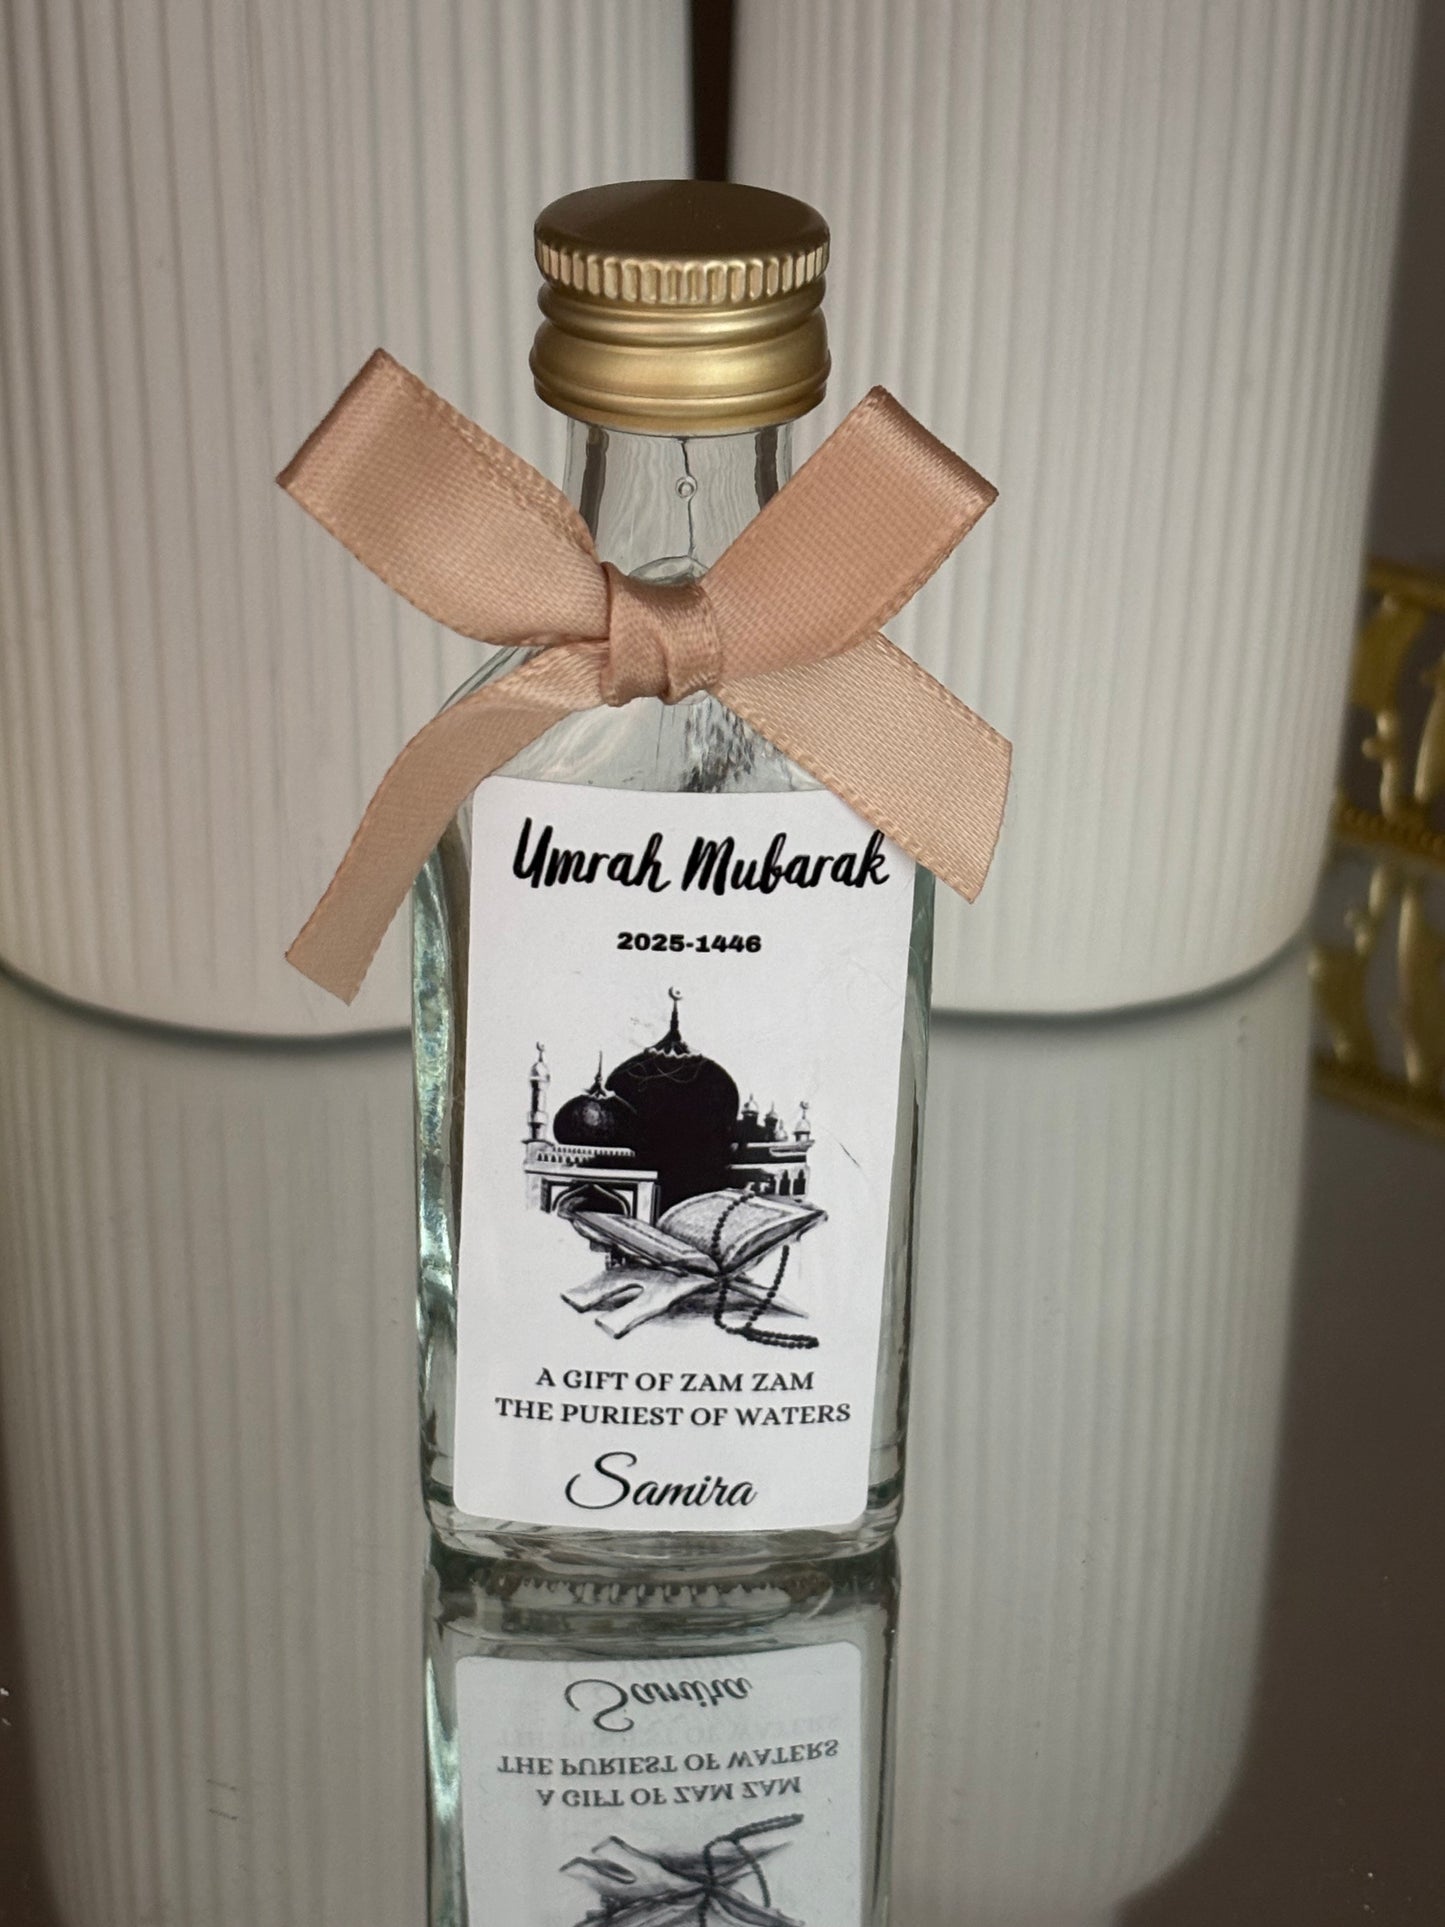 Umrah Mubarak
2025-1446
A GIFT OF ZAM ZAM
THE PURIEST OF WATERS
Samira